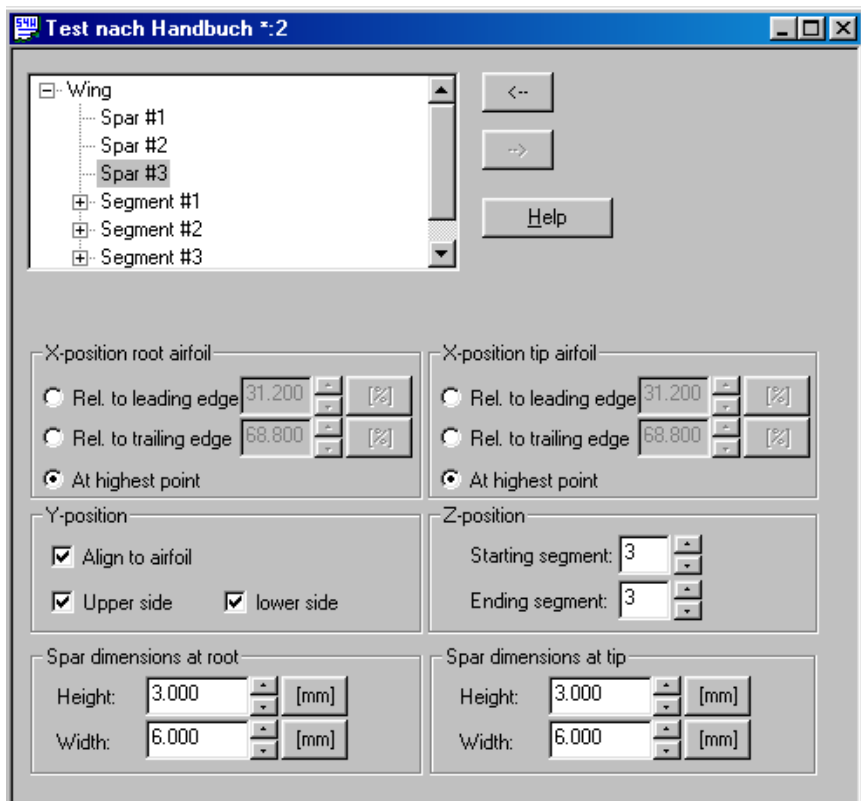 Test nach Handbuch *:2
Wing
Spar #1
Spar #2
Spar #3
Segment #1
Segment #2
Segment #3
<--
-->
Help
X-position root airfoil
Rel. to leading edge 31.200 [%]
Rel. to trailing edge 68.800 [%]
At highest point
X-position tip airfoil
Rel. to leading edge 31.200 [%]
Rel. to trailing edge 68.800 [%]
At highest point
Y-position
Align to airfoil
Upper side lower side
Z-position
Starting segment: 3
Ending segment: 3
Spar dimensions at root
Height: 3.000 [mm]
Width: 6.000 [mm]
Spar dimensions at tip
Height: 3.000 [mm]
Width: 6.000 [mm]